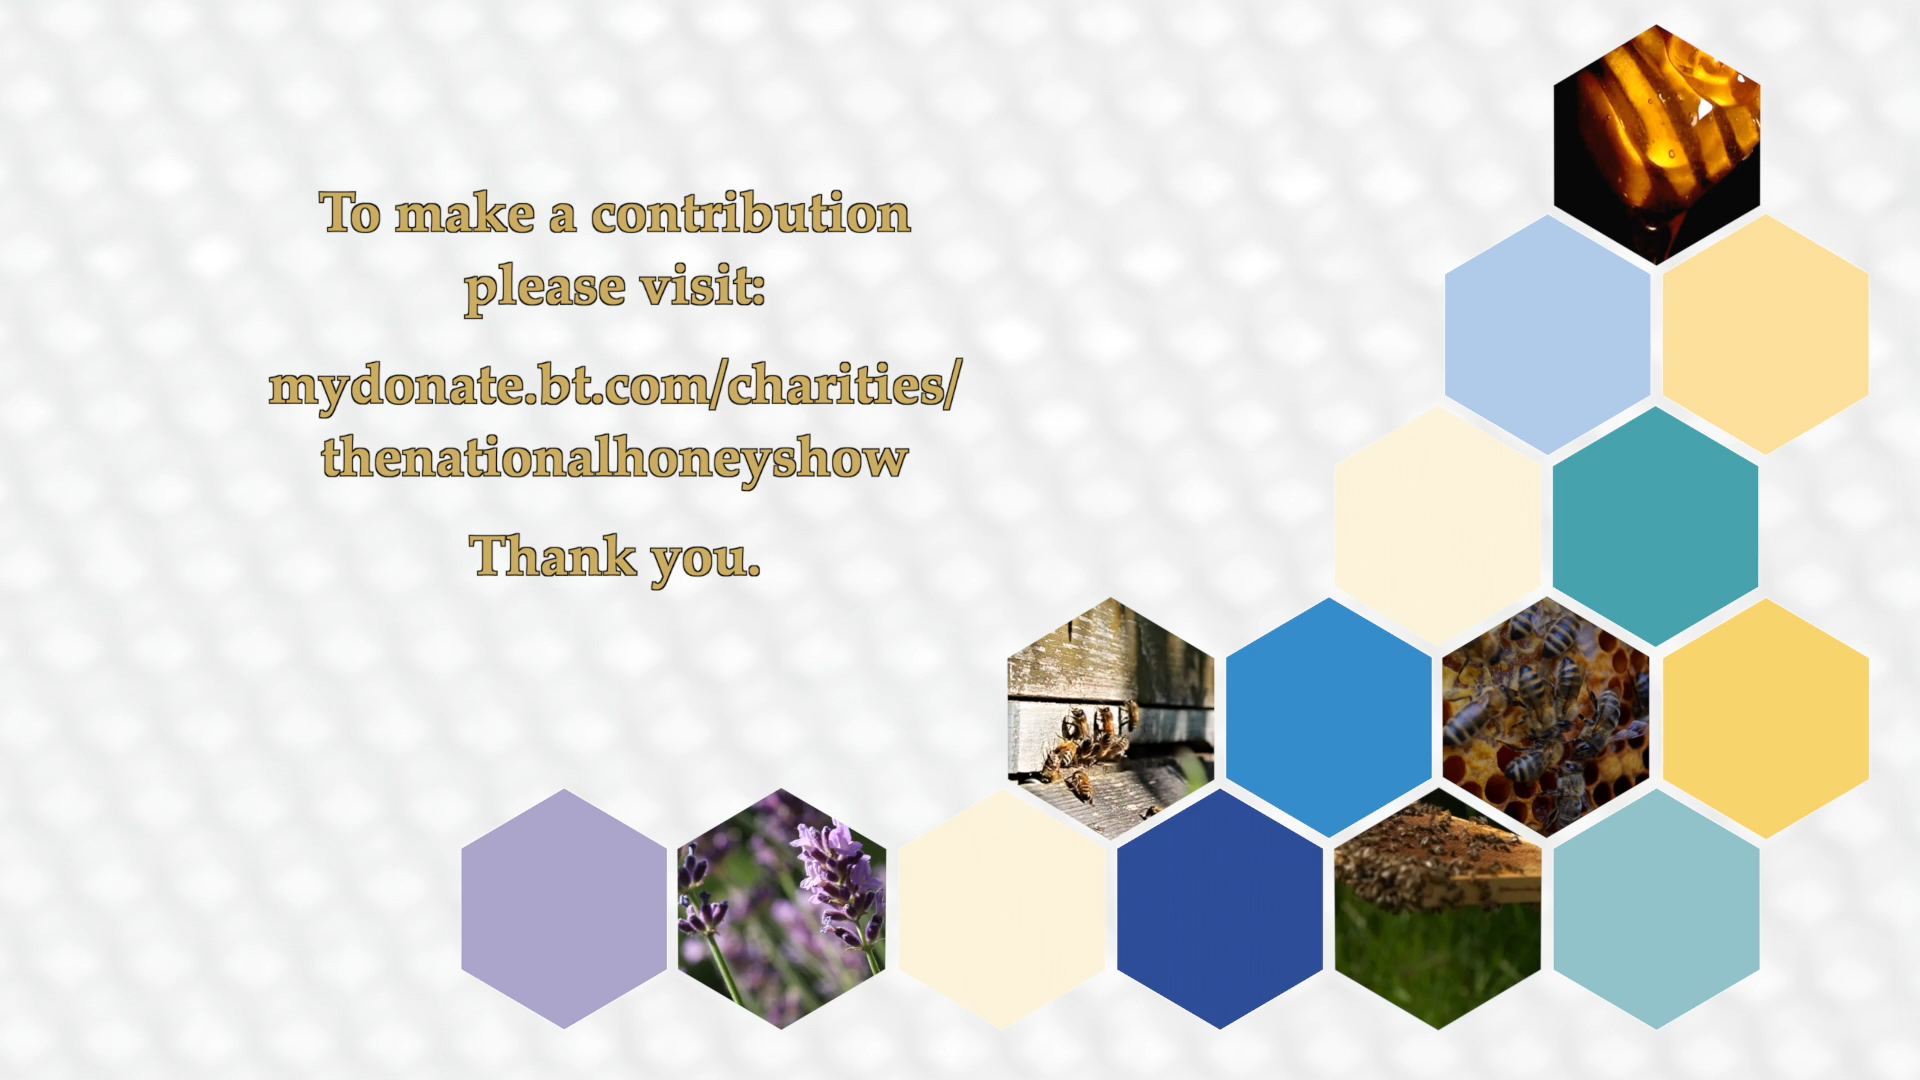 To make a contribution
please visit:
mydonate.bt.com/charities/
thenationalhoneyshow
Thank you.